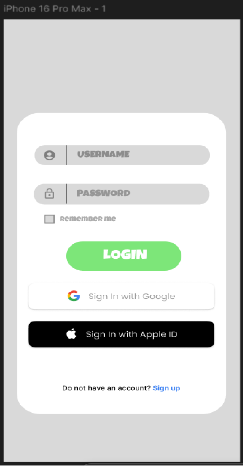 iPhone 16 Pro Max - 1
USERNAME
PASSWORD
Remember me
LOGIN
Sign In with Google
Sign In with Apple ID
Do not have an account? Sign up